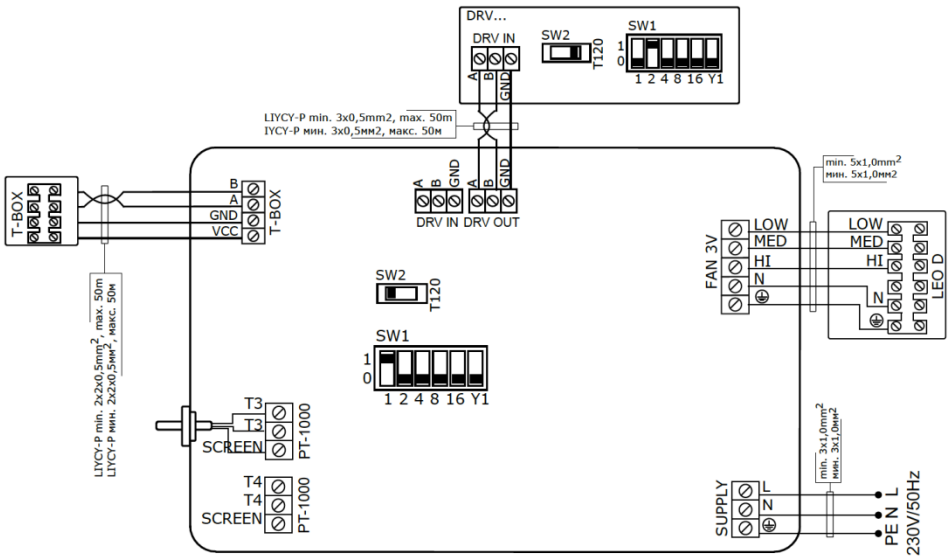 DRV...
DRV IN
SW2
SW1
T120
1
0
1 2 4 8 16 Y1
A
B
GND
LIYCY-P min. 3x0,5mm2, max. 50m
IYCY-P мин. 3x0,5мм2, макс. 50м
T-BOX
B
A
GND
VCC
T-BOX
A
B
GND
A
B
GND
DRV IN
DRV OUT
min. 5x1,0mm2
мин. 5x1,0мм2
LIYCY-P min. 2x2x0,5mm2, max. 50m
LIYCY-P мин. 2x2x0,5мм2, макс. 50м
FAN 3V
LOW
MED
HI
N
LOW
MED
HI
N
LEO D
SW2
T120
SW1
1
0
1 2 4 8 16 Y1
T3
T3
SCREEN
PT-1000
T4
T4
SCREEN
PT-1000
min. 3x1,0mm2
мин. 3x1,0мм2
SUPPLY
L
N
L
N
PE
230V/50Hz